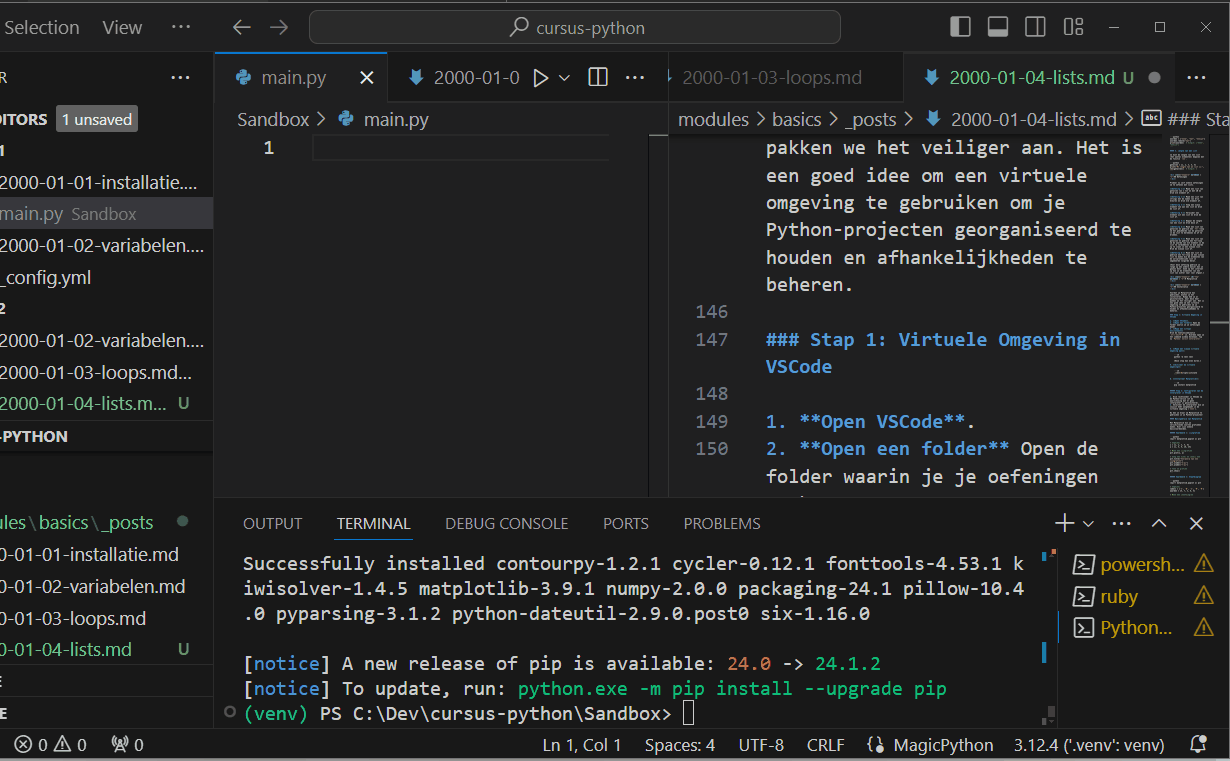 Selection View ···
cursus-python
R ···
main.py
2000-01-0
···
2000-01-03-loops.md
2000-01-04-lists.md U
···
ITORS 1 unsaved
1
2000-01-01-installatie....
main.py Sandbox
2000-01-02-variabelen....
_config.yml
2
2000-01-02-variabelen....
2000-01-03-loops.md...
2000-01-04-lists.m... U
-PYTHON
ules\basics\_posts
0-01-01-installatie.md
0-01-02-variabelen.md
0-01-03-loops.md
0-01-04-lists.md U
E
E
Sandbox > main.py
1
modules > basics > _posts > 2000-01-04-lists.md > abc ### Sta
pakken we het veiliger aan. Het is
een goed idee om een virtuele
omgeving te gebruiken om je
Python-projecten georganiseerd te
houden en afhankelijkheden te
beheren.
146
147 ### Stap 1: Virtuele Omgeving in
VSCode
148
149 1. **Open VSCode**.
150 2. **Open een folder** Open de
folder waarin je je oefeningen
OUTPUT TERMINAL DEBUG CONSOLE PORTS PROBLEMS
Successfully installed contourpy-1.2.1 cycler-0.12.1 fonttools-4.53.1 k
iwisolver-1.4.5 matplotlib-3.9.1 numpy-2.0.0 packaging-24.1 pillow-10.4
.0 pyparsing-3.1.2 python-dateutil-2.9.0.post0 six-1.16.0
[notice] A new release of pip is available: 24.0 -> 24.1.2
[notice] To update, run: python.exe -m pip install --upgrade pip
(venv) PS C:\Dev\cursus-python\Sandbox>
powersh...
ruby
Python...
0 0 0 Ln 1, Col 1 Spaces: 4 UTF-8 CRLF MagicPython 3.12.4 ('.venv': venv)